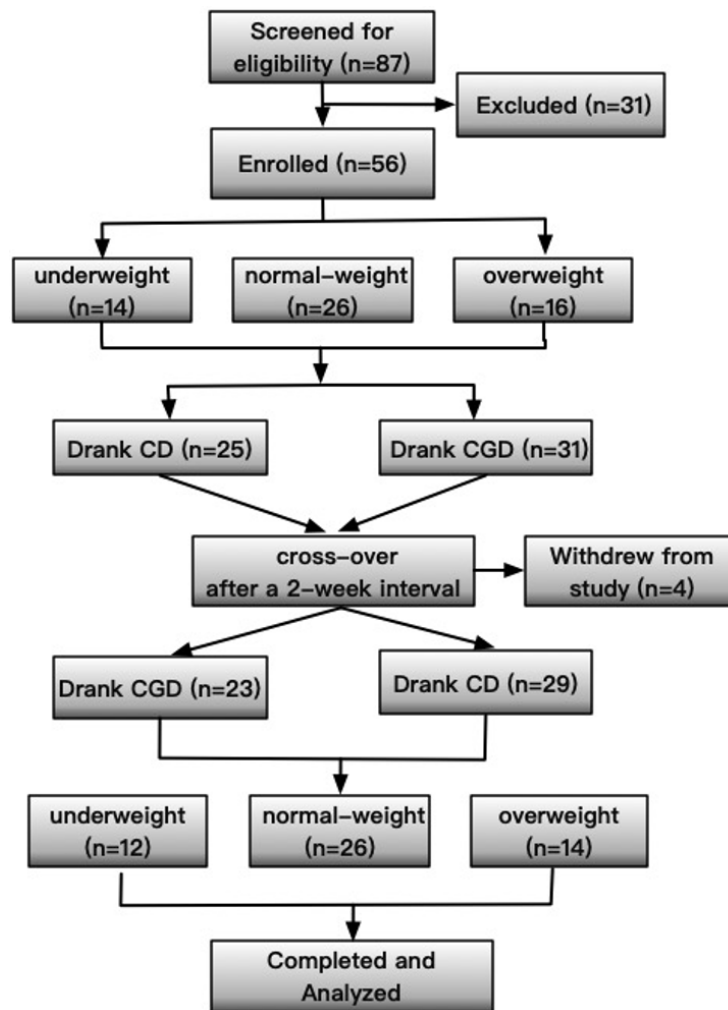 Screened for
eligibility (n=87)
Excluded (n=31)
Enrolled (n=56)
underweight
(n=14)
normal–weight
(n=26)
overweight
(n=16)
Drank CD (n=25)
Drank CGD (n=31)
cross–over
after a 2–week interval
Withdrew from
study (n=4)
Drank CGD (n=23)
Drank CD (n=29)
underweight
(n=12)
normal–weight
(n=26)
overweight
(n=14)
Completed and
Analyzed